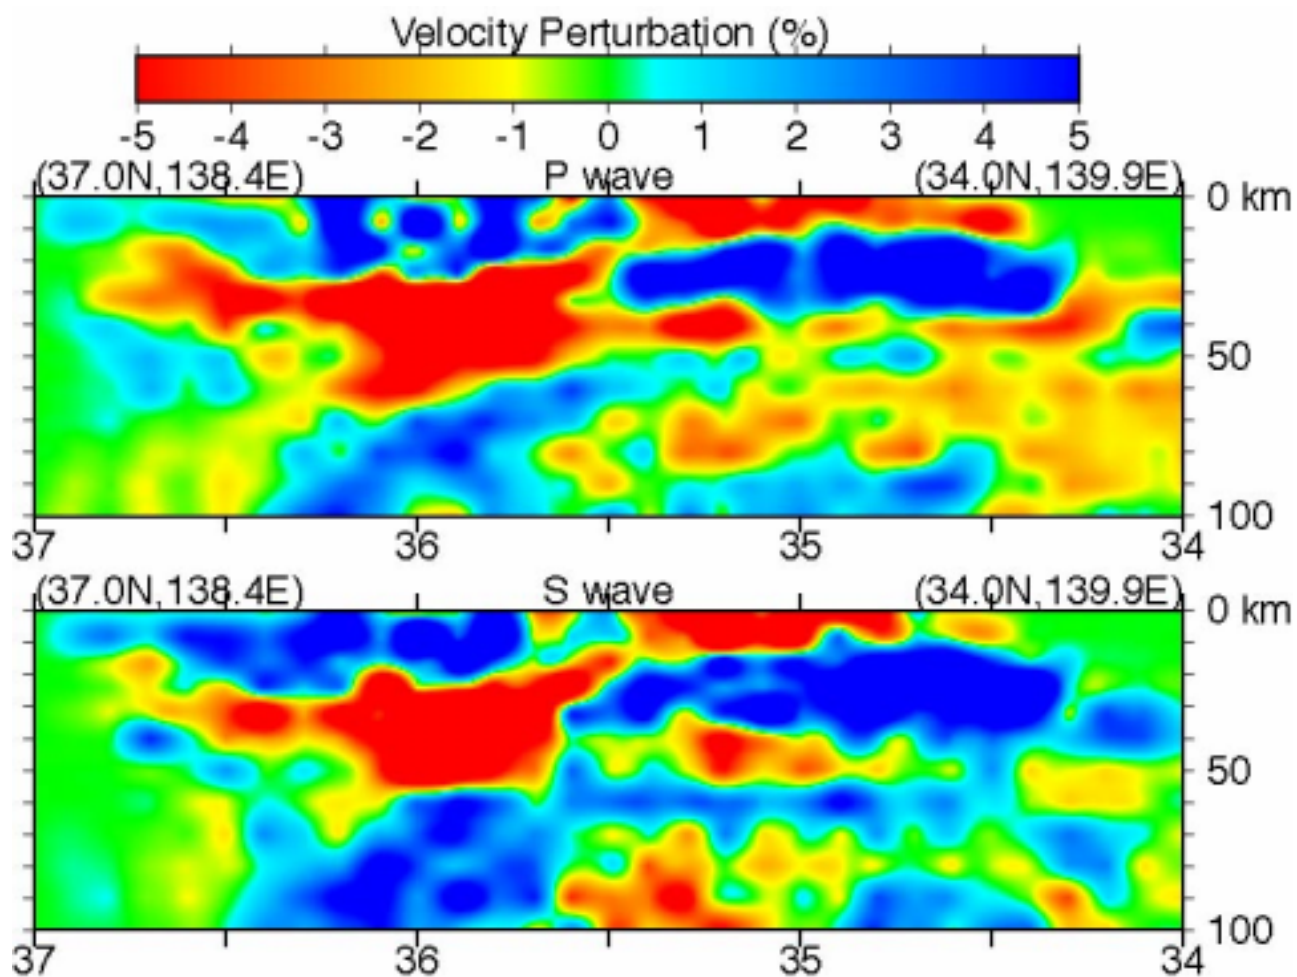 Velocity Perturbation (%)
-5 -4 -3 -2 -1 0 1 2 3 4 5
(37.0N,138.4E) P wave (34.0N,139.9E)
0 km
50
100
37 36 35 34
(37.0N,138.4E) S wave (34.0N,139.9E)
0 km
50
100
37 36 35 34